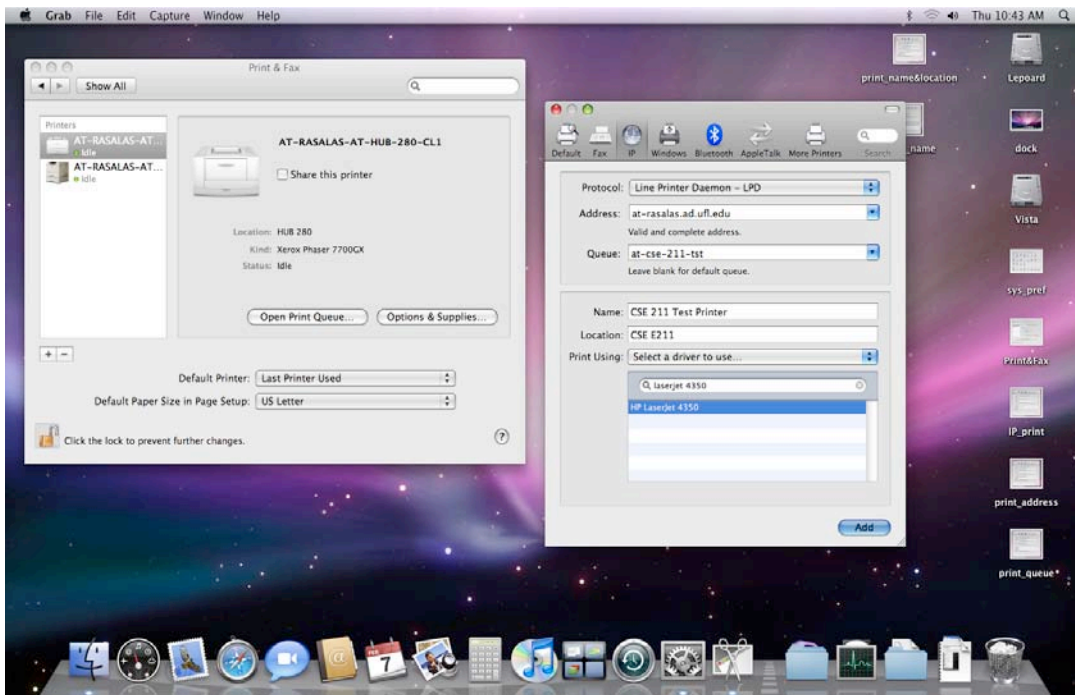 Grab File Edit Capture Window Help
Thu 10:43 AM
Print & Fax
Show All
Printers
AT-RASALAS-AT...
Idle
AT-RASALAS-AT...
Idle
AT-RASALAS-AT-HUB-280-CL1
Share this printer
Location: HUB 280
Kind: Xerox Phaser 7700GX
Status: Idle
Open Print Queue...
Options & Supplies...
+ −
Default Printer: Last Printer Used
Default Paper Size in Page Setup: US Letter
Click the lock to prevent further changes.
?
Default Fax IP Windows Bluetooth AppleTalk More Printers Search
Protocol: Line Printer Daemon - LPD
Address: at-rasalas.ad.ufl.edu
Valid and complete address.
Queue: at-cse-211-tst
Leave blank for default queue.
Name: CSE 211 Test Printer
Location: CSE E211
Print Using: Select a driver to use...
laserjet 4350
HP LaserJet 4350
Add
print_name&location
Lepoard
_name
dock
Vista
sys_pref
Print&Fax
IP_print
print_address
print_queue
FEB
7